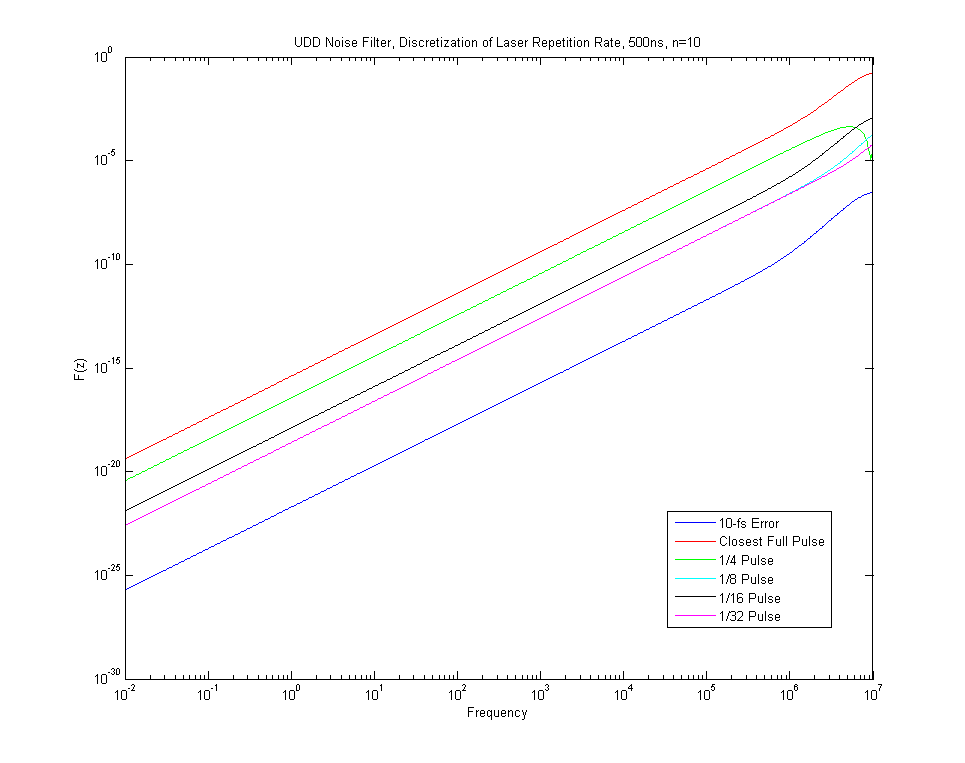 UDD Noise Filter, Discretization of Laser Repetition Rate, 500ns, n=10
10^0
10^-5
10^-10
10^-15
10^-20
10^-25
10^-30
F(z)
10-fs Error
Closest Full Pulse
1/4 Pulse
1/8 Pulse
1/16 Pulse
1/32 Pulse
10^-2 10^-1 10^0 10^1 10^2 10^3 10^4 10^5 10^6 10^7
Frequency